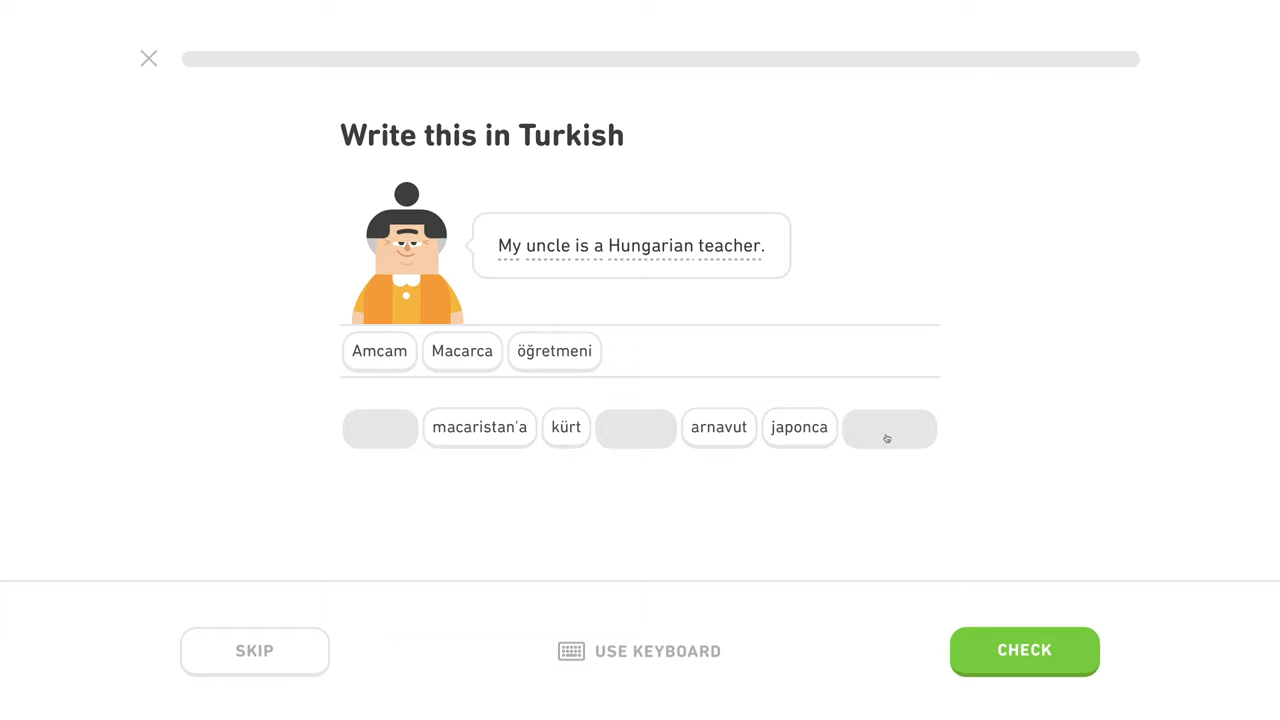 Write this in Turkish
My uncle is a Hungarian teacher.
Amcam Macarca öğretmeni
macaristan'a kürt arnavut japonca
SKIP USE KEYBOARD CHECK